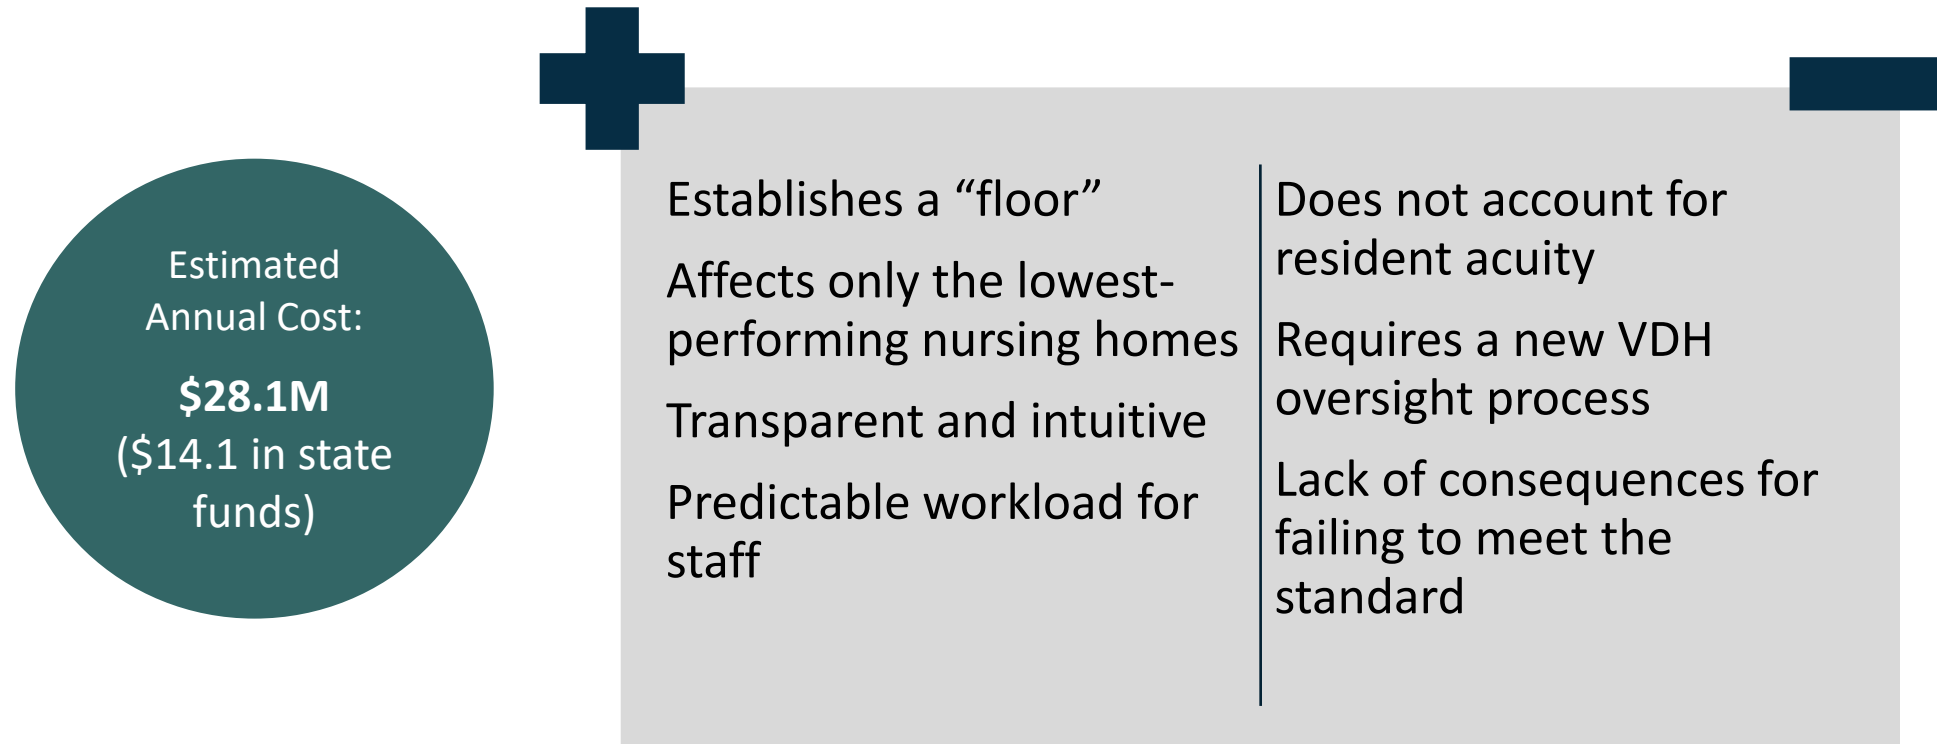 Estimated
Annual Cost:
$28.1M
($14.1 in state
funds)
Establishes a “floor”
Affects only the lowest-
performing nursing homes
Transparent and intuitive
Predictable workload for
staff
Does not account for
resident acuity
Requires a new VDH
oversight process
Lack of consequences for
failing to meet the
standard